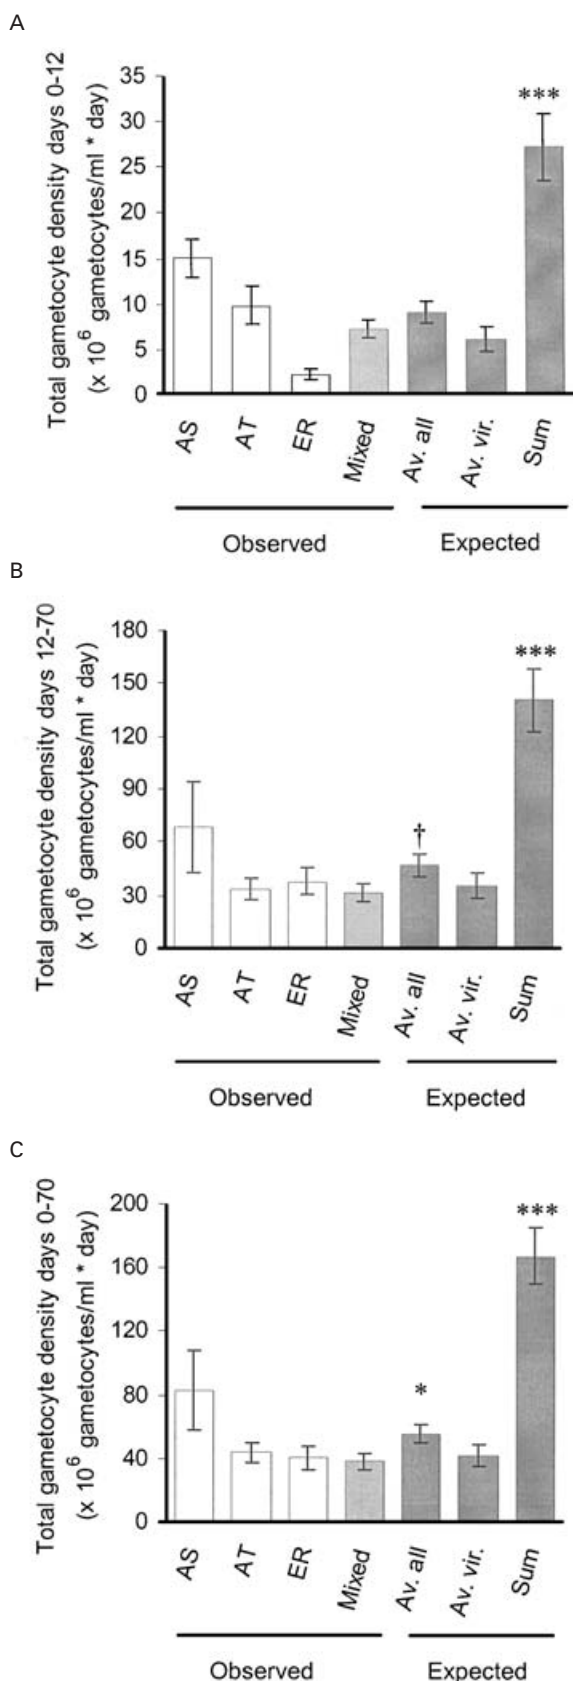 A
Total gametocyte density days 0-12
(x 10⁶ gametocytes/ml * day)
35
30
25
20
15
10
5
0
***
AS
AT
ER
Mixed
Av. all
Av. vir.
Sum
Observed
Expected
B
Total gametocyte density days 12-70
(x 10⁶ gametocytes/ml * day)
180
150
120
90
60
30
0
†
***
AS
AT
ER
Mixed
Av. all
Av. vir.
Sum
Observed
Expected
C
Total gametocyte density days 0-70
(x 10⁶ gametocytes/ml * day)
200
160
120
80
40
0
*
***
AS
AT
ER
Mixed
Av. all
Av. vir.
Sum
Observed
Expected